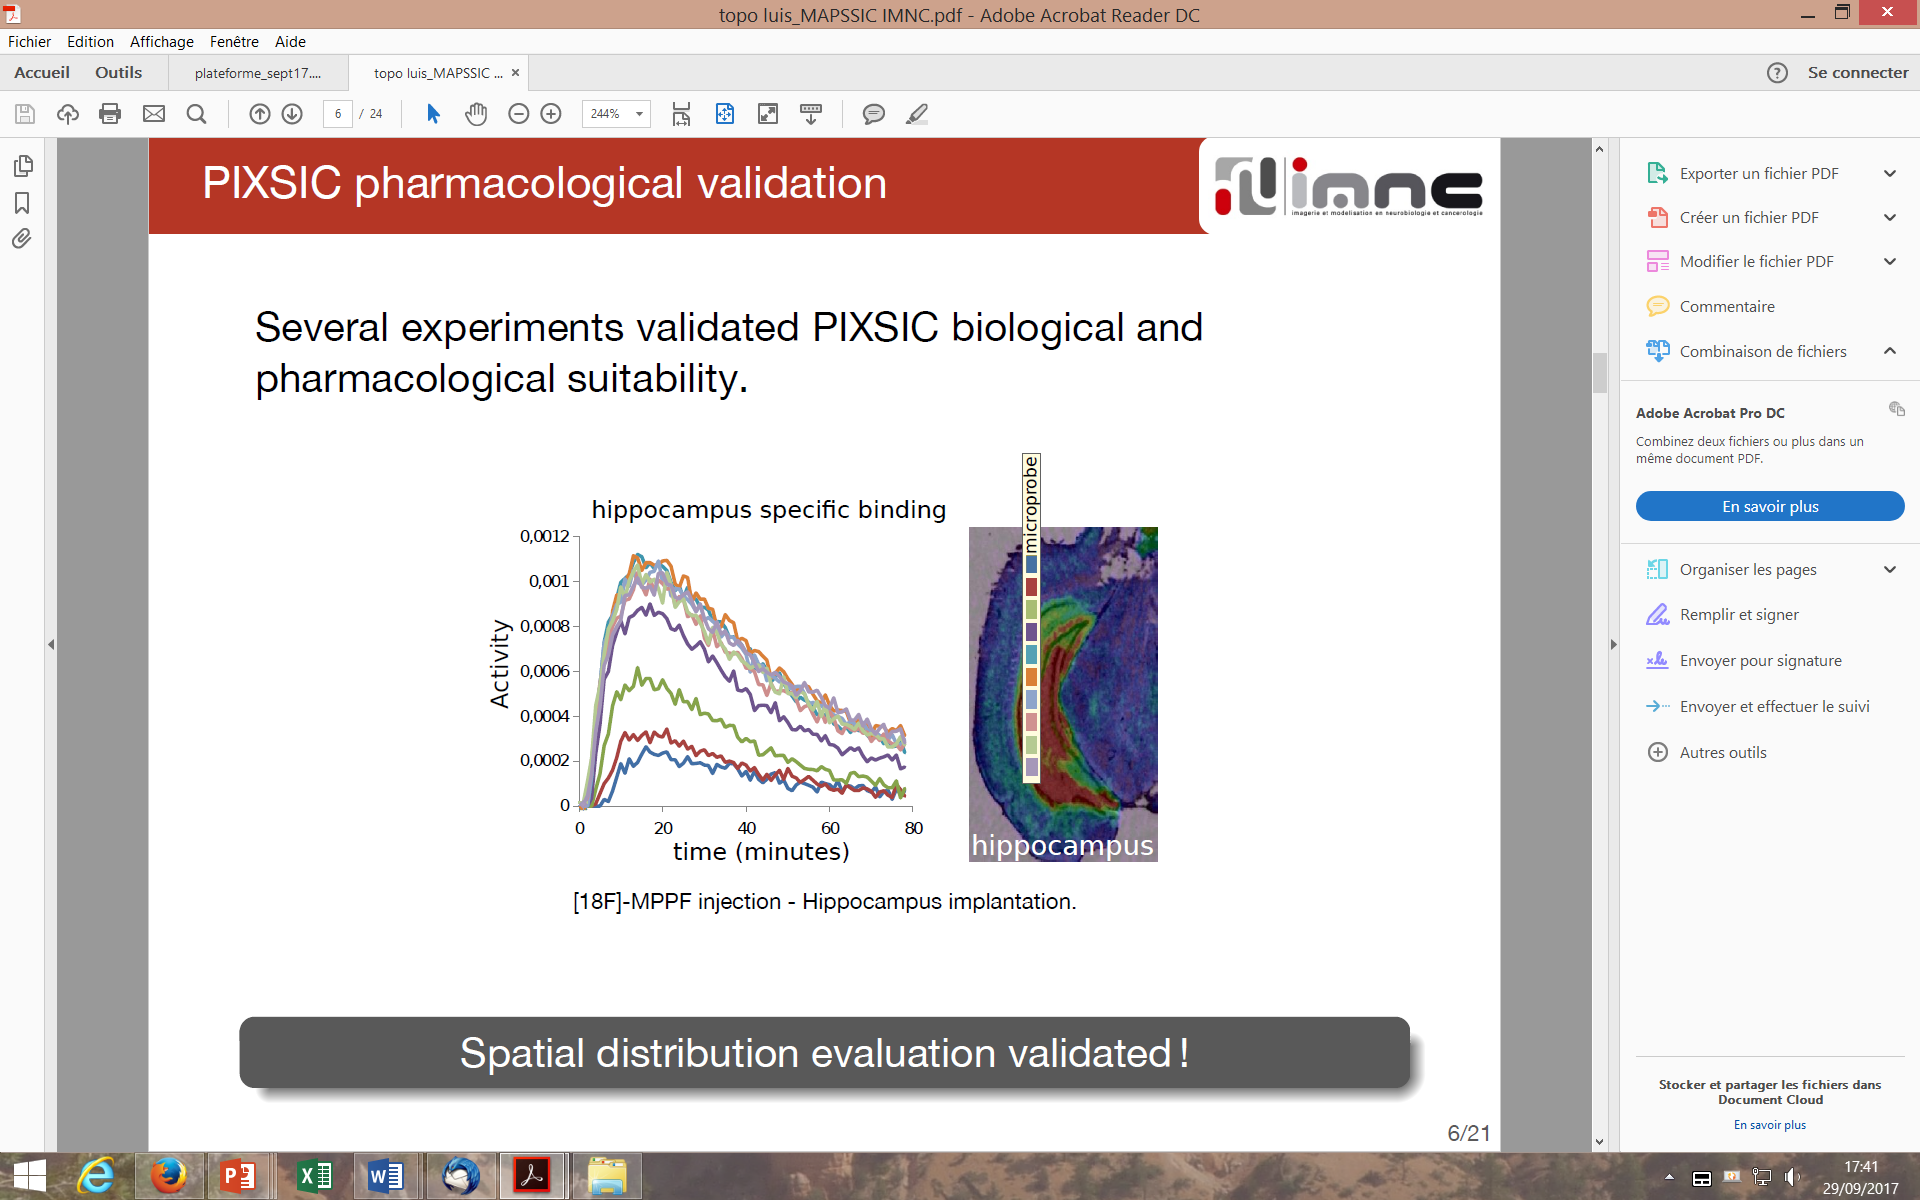 topo luis_MAPSSIC IMNC.pdf - Adobe Acrobat Reader DC
Fichier Edition Affichage Fenêtre Aide
Accueil Outils plateforme_sept17.... topo luis_MAPSSIC ... × Se connecter
6 / 24 244%
PIXSIC pharmacological validation
imnc
imagerie et modélisation en neurobiologie et cancérologie
Several experiments validated PIXSIC biological and
pharmacological suitability.
hippocampus specific binding
Activity
0,0012
0,001
0,0008
0,0006
0,0004
0,0002
0
0 20 40 60 80
time (minutes)
microprobe
hippocampus
[18F]-MPPF injection - Hippocampus implantation.
Spatial distribution evaluation validated !
6/21
Exporter un fichier PDF
Créer un fichier PDF
Modifier le fichier PDF
Commentaire
Combinaison de fichiers
Adobe Acrobat Pro DC
Combinez deux fichiers ou plus dans un
même document PDF.
En savoir plus
Organiser les pages
Remplir et signer
Envoyer pour signature
Envoyer et effectuer le suivi
Autres outils
Stocker et partager les fichiers dans
Document Cloud
En savoir plus
17:41
29/09/2017